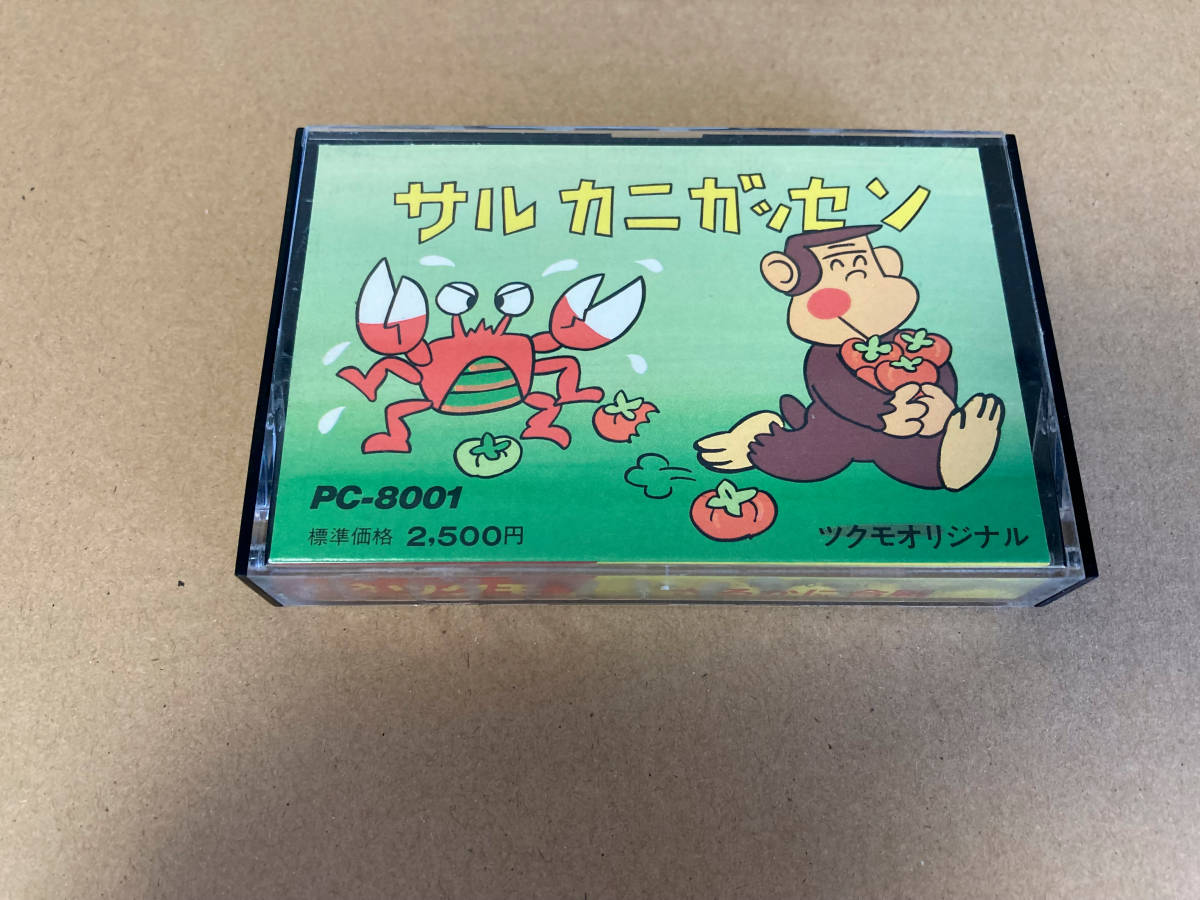 サル カニ ガッセン
PC-8001
標準価格 2,500円
ツクモオリジナル